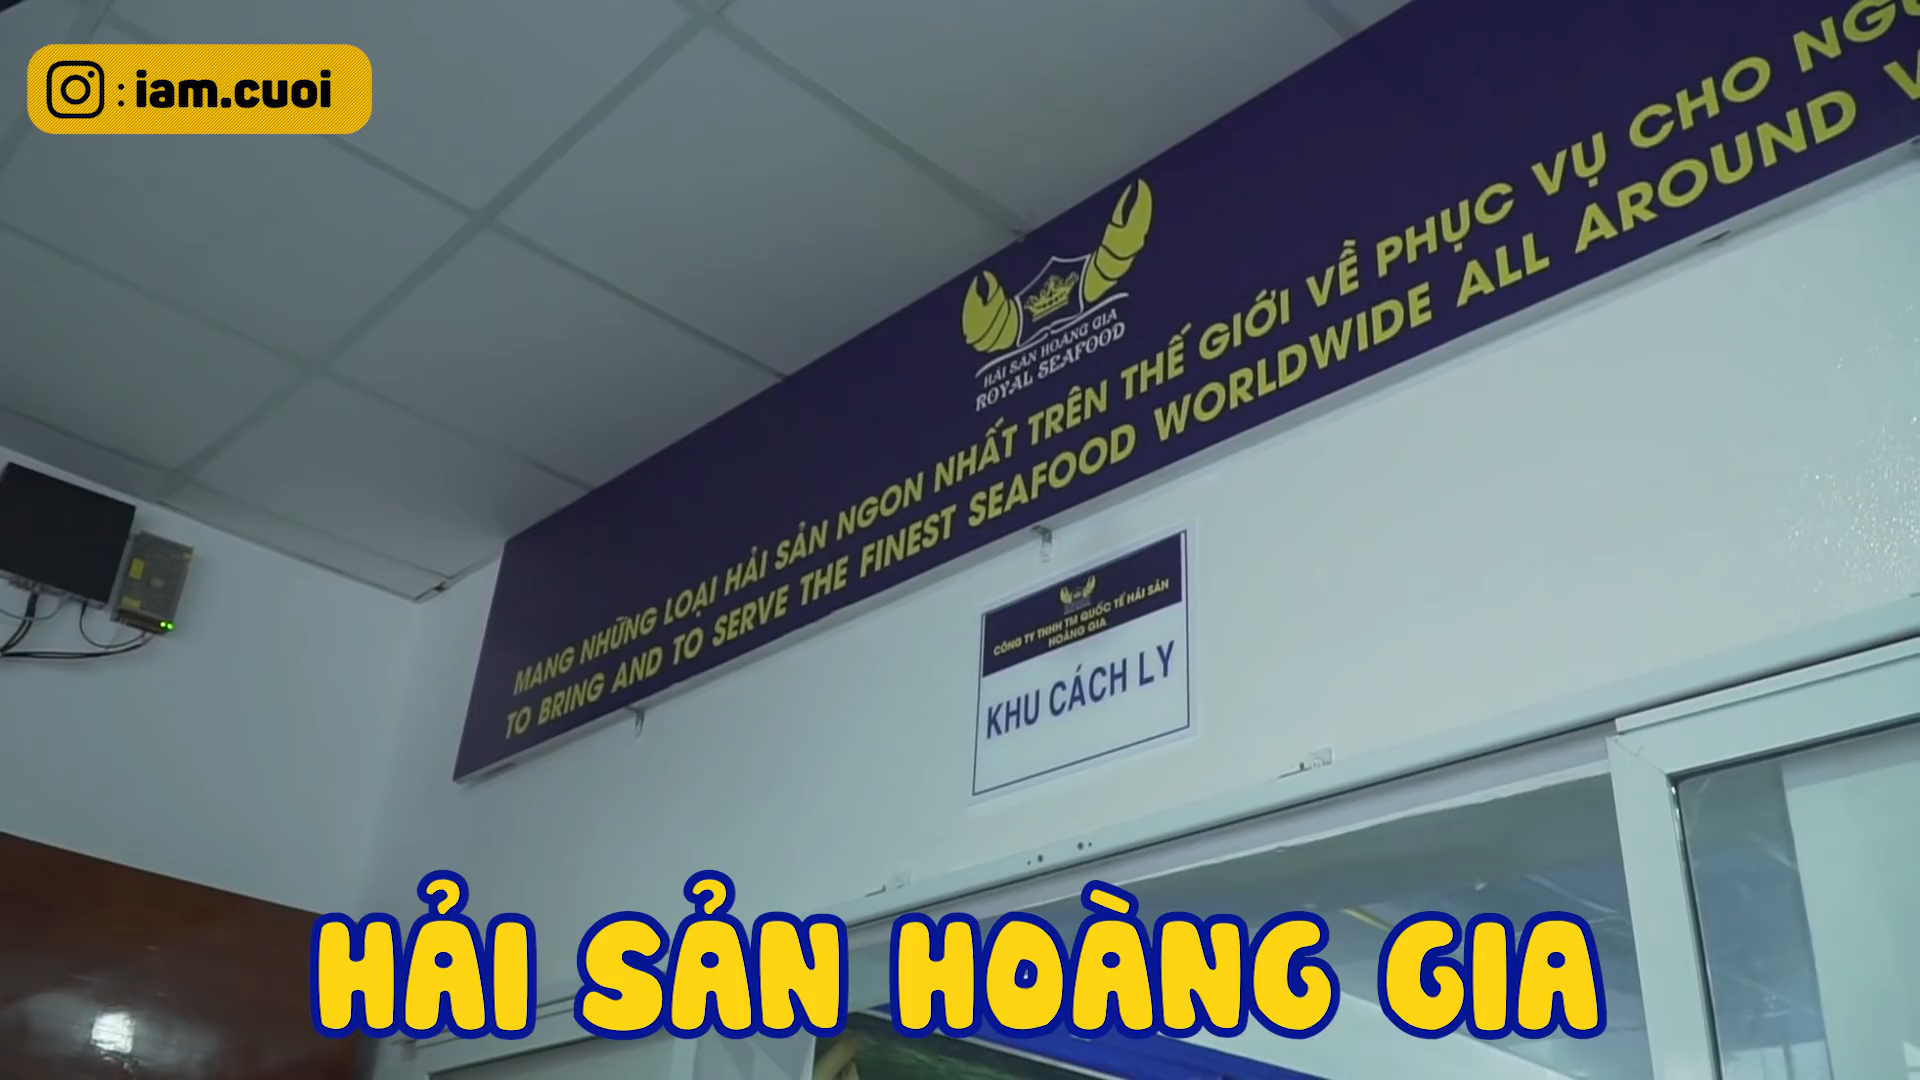 : iam.cuoi
HẢI SẢN HOÀNG GIA
ROYAL SEAFOOD
MANG NHỮNG LOẠI HẢI SẢN NGON NHẤT TRÊN THẾ GIỚI VỀ PHỤC VỤ CHO
TO BRING AND TO SERVE THE FINEST SEAFOOD WORLDWIDE ALL AROUND
CÔNG TY TNHH TM QUỐC TẾ HẢI SẢN
HOÀNG GIA
KHU CÁCH LY
HẢI SẢN HOÀNG GIA